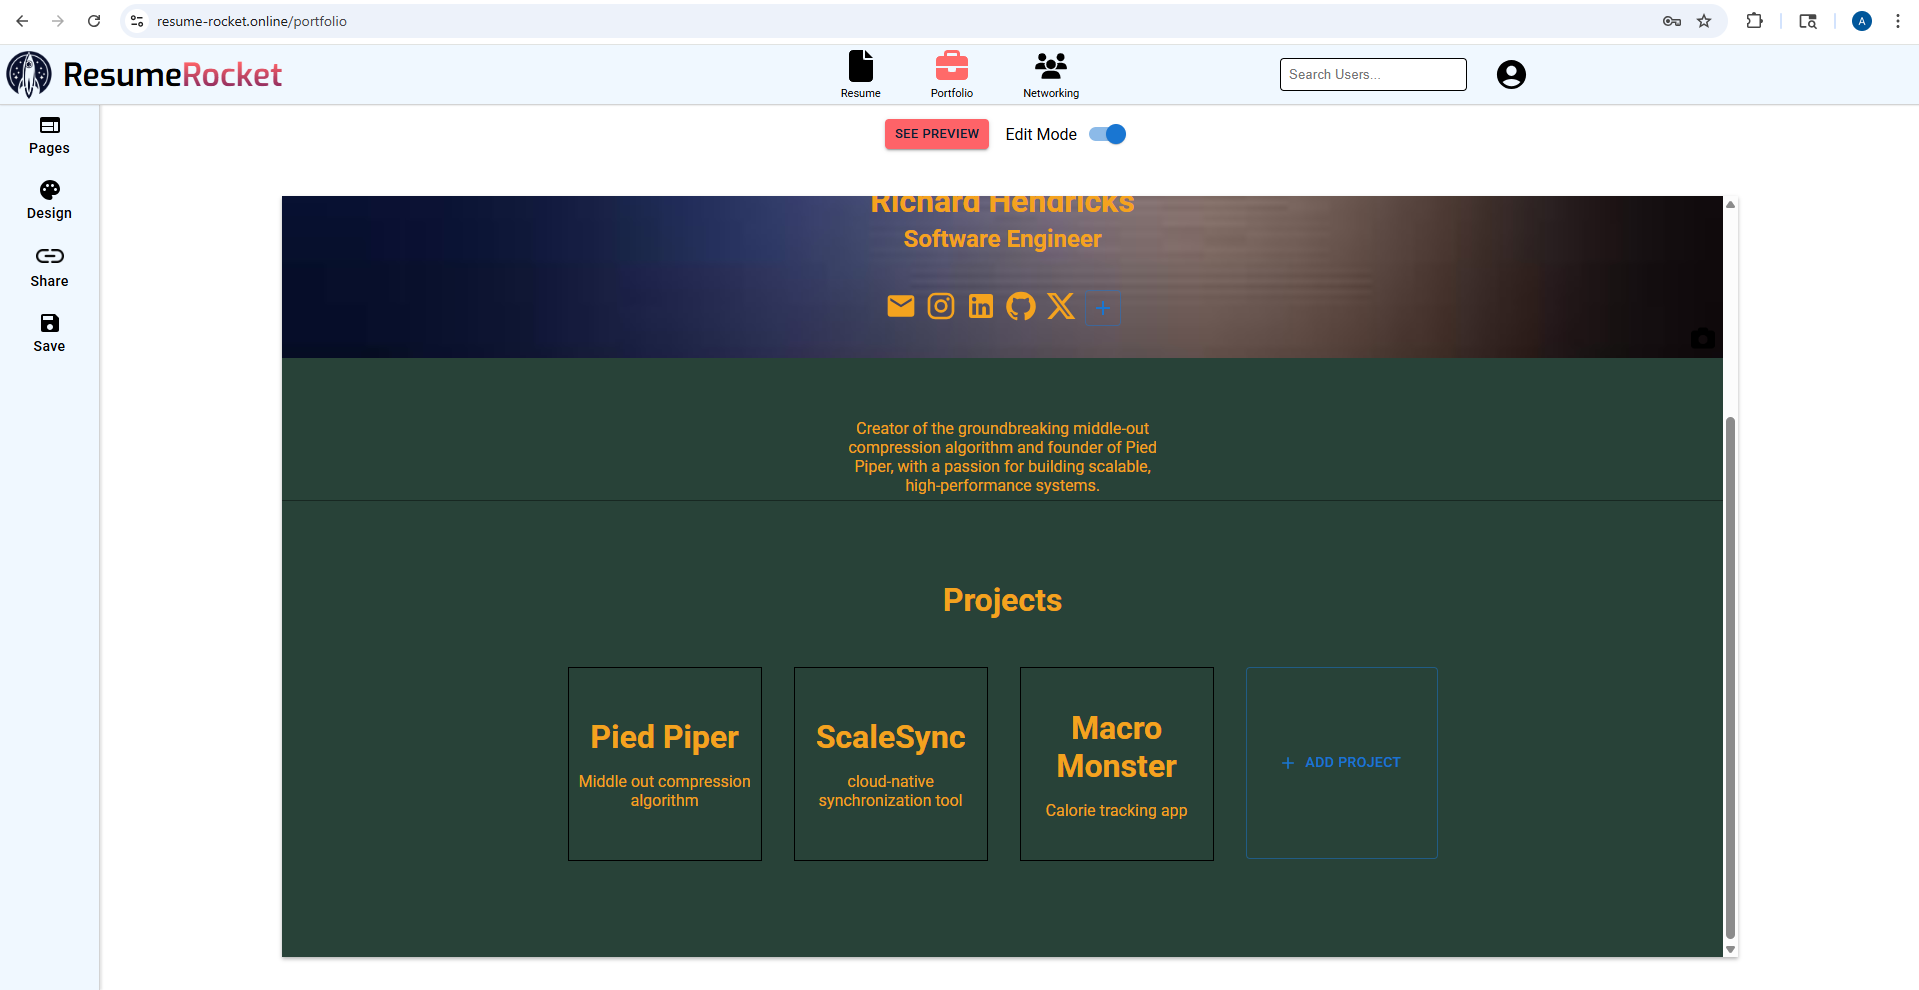 resume-rocket.online/portfolio
A
ResumeRocket
Resume
Portfolio
Networking
Search Users...
Pages
Design
Share
Save
SEE PREVIEW
Edit Mode
Richard Hendricks
Software Engineer
Creator of the groundbreaking middle-out
compression algorithm and founder of Pied
Piper, with a passion for building scalable,
high-performance systems.
Projects
Pied Piper
Middle out compression
algorithm
ScaleSync
cloud-native
synchronization tool
Macro
Monster
Calorie tracking app
+ ADD PROJECT